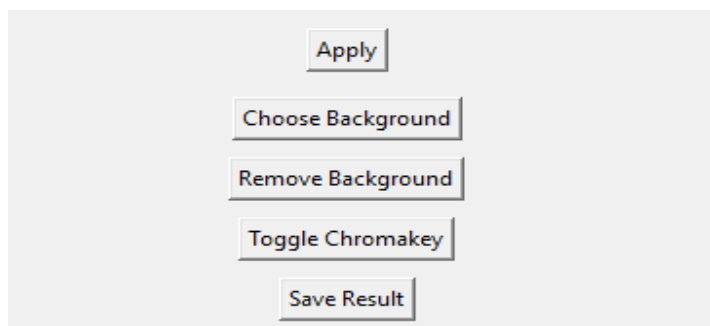 Apply
Choose Background
Remove Background
Toggle Chromakey
Save Result